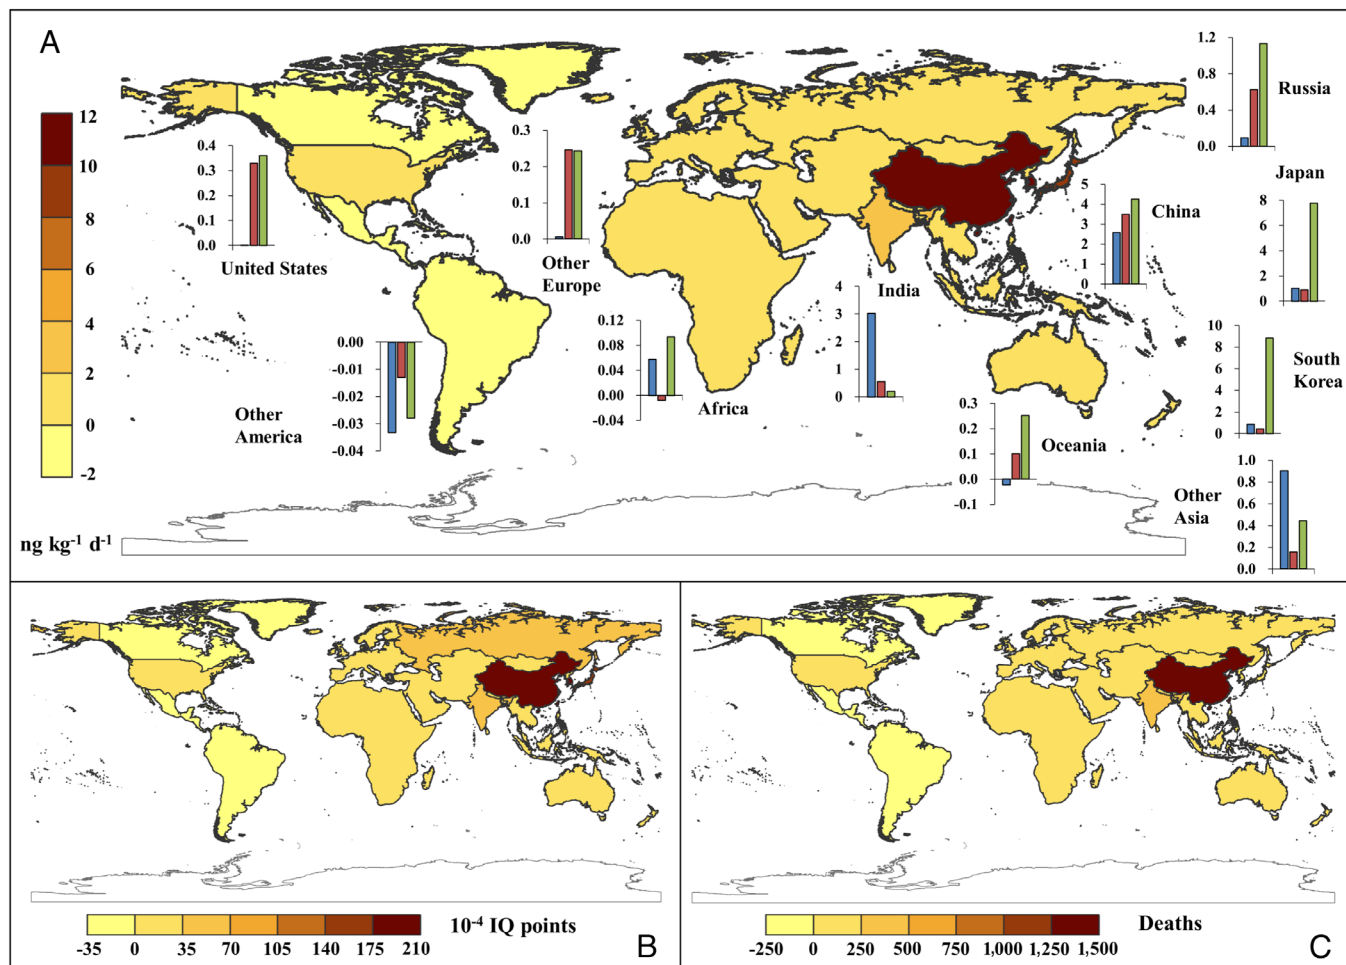 A
12
10
8
6
4
2
0
-2
ng kg⁻¹ d⁻¹
0.4
0.3
0.2
0.1
0.0
United States
0.3
0.2
0.1
0.0
Other
Europe
0.00
-0.01
-0.02
-0.03
-0.04
Other
America
0.12
0.08
0.04
0.00
-0.04
Africa
4
3
2
1
0
India
0.3
0.2
0.1
0.0
-0.1
Oceania
5
4
3
2
1
0
China
1.2
0.8
0.4
0.0
Russia
Japan
8
6
4
2
0
10
8
6
4
2
0
South
Korea
1.0
0.8
0.6
0.4
0.2
0.0
Other
Asia
-35 0 35 70 105 140 175 210
10⁻⁴ IQ points
B
-250 0 250 500 750 1,000 1,250 1,500
Deaths
C